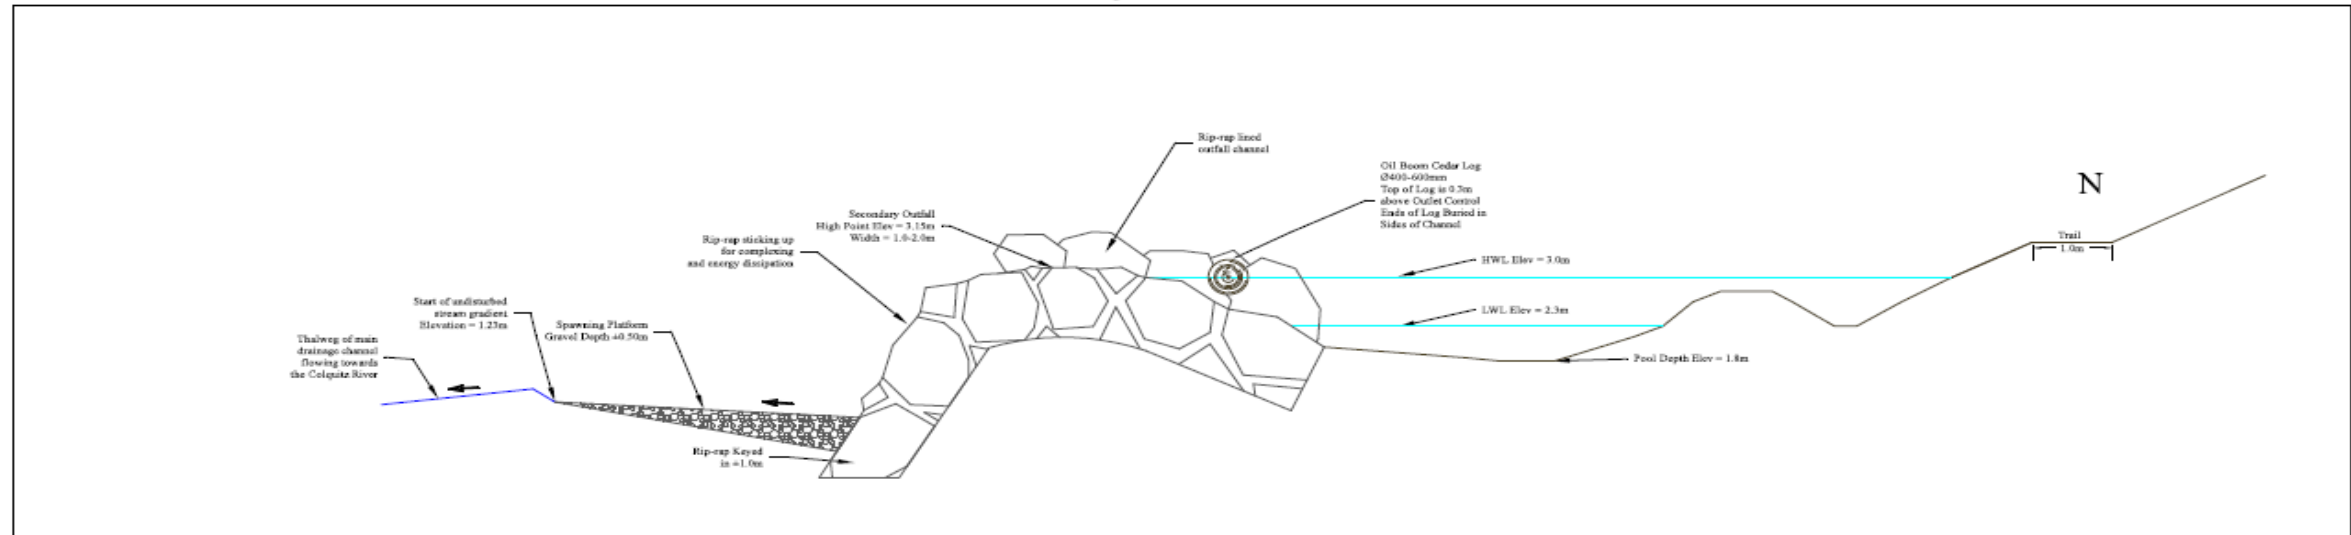 Rip-rap lined
outfall channel
Oil Boom Cedar Log
Ø400-600mm
Top of Log is 0.3m
above Outlet Control
Ends of Log Buried in
Sides of Channel
N
Secondary Outfall
High Point Elev = 3.15m
Width = 1.0-2.0m
Rip-rap sticking up
for complexing
and energy dissipation
Trail
1.0m
HWL Elev = 3.0m
Start of undisturbed
stream gradient
Elevation = 1.23m
LWL Elev = 2.3m
Spawning Platform
Gravel Depth ±0.50m
Thalweg of main
drainage channel
flowing towards
the Colquitz River
Pool Depth Elev = 1.8m
Rip-rap Keyed
in ±1.0m